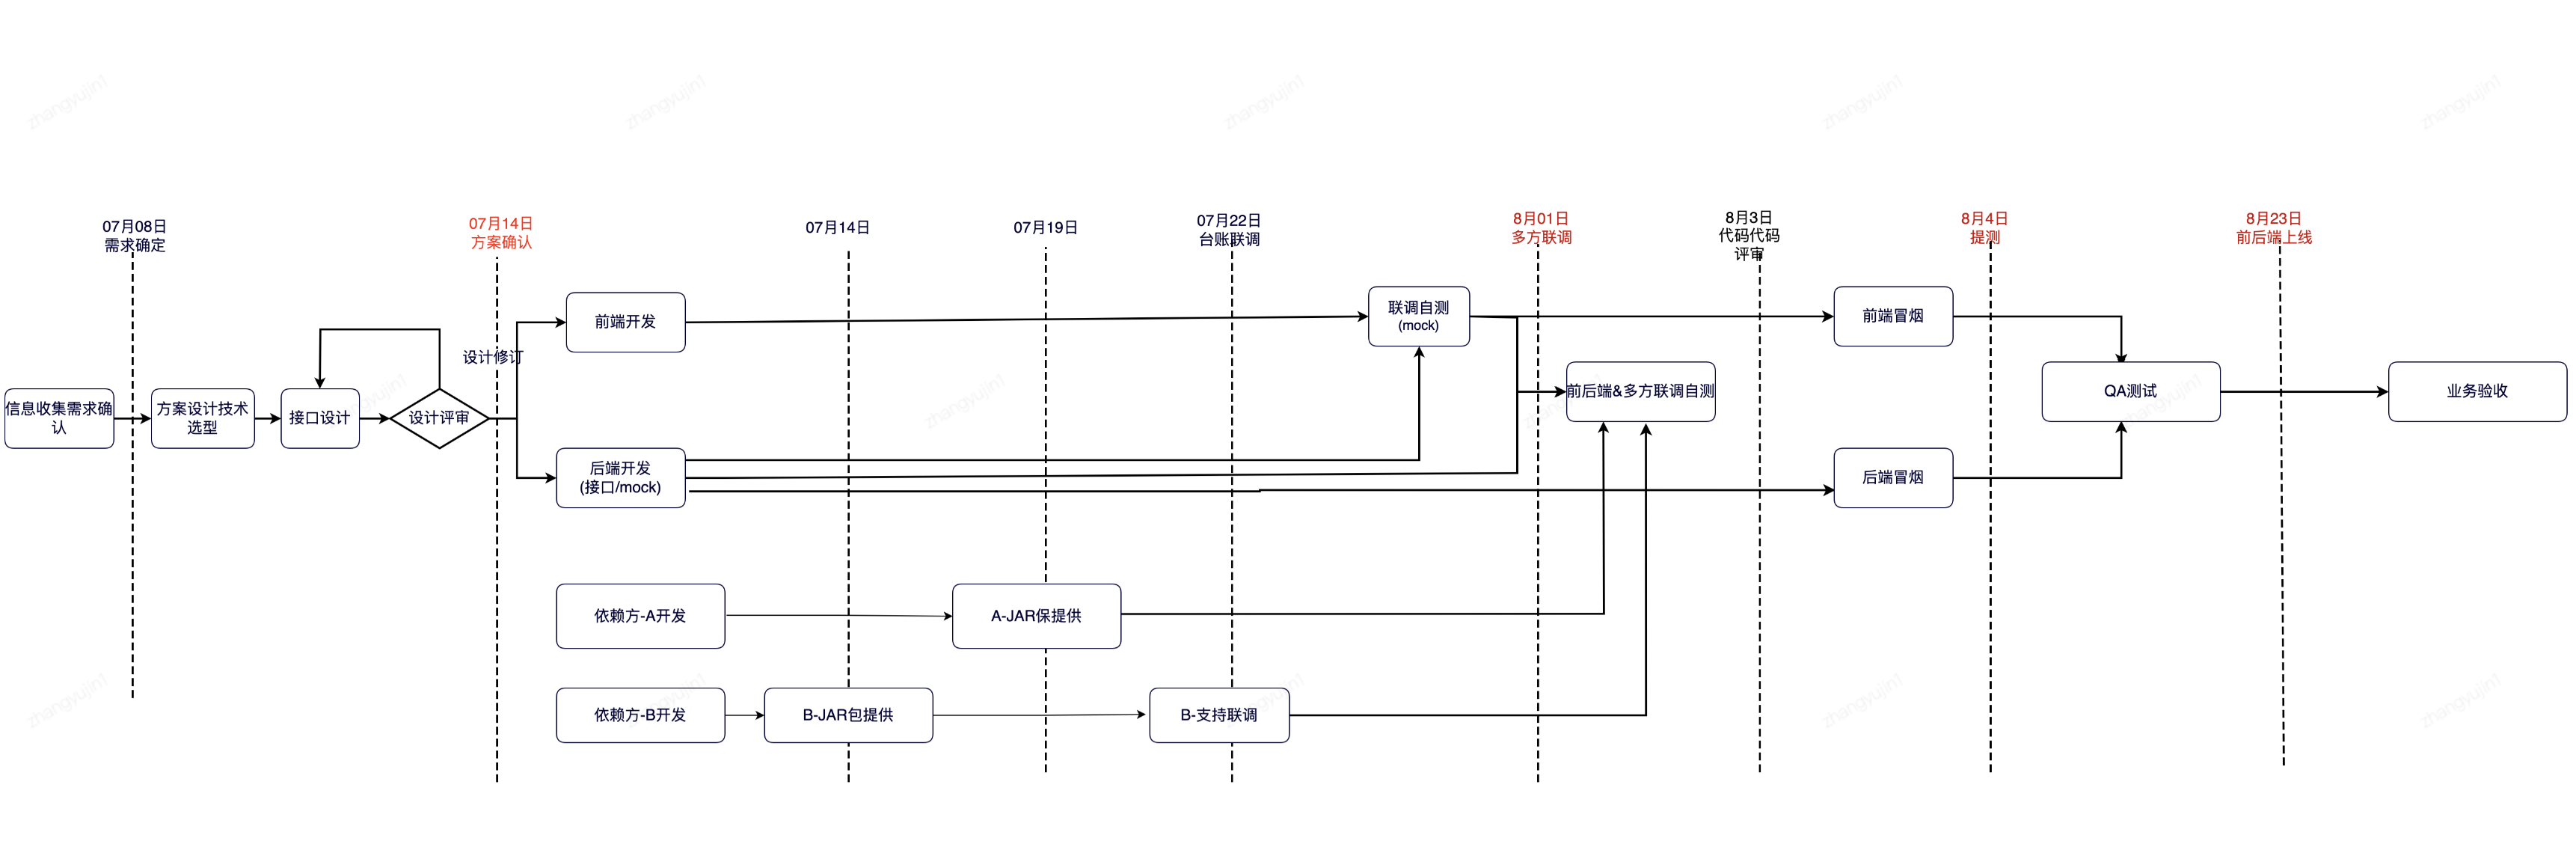 zhangyujin1
zhangyujin1
zhangyujin1
zhangyujin1
zhangyujin1
07月08日
需求确定
07月14日
方案确认
07月14日
07月19日
07月22日
台账联调
8月01日
多方联调
8月3日
代码代码
评审
8月4日
提测
8月23日
前后端上线
前端开发
联调自测
(mock)
前端冒烟
设计修订
信息收集需求确
认
方案设计技术
选型
接口设计
设计评审
前后端&多方联调自测
QA测试
业务验收
zhangyujin1
后端开发
(接口/mock)
后端冒烟
依赖方-A开发
A-JAR保提供
依赖方-B开发
B-JAR包提供
B-支持联调
zhangyujin1
zhangyujin1
zhangyujin1